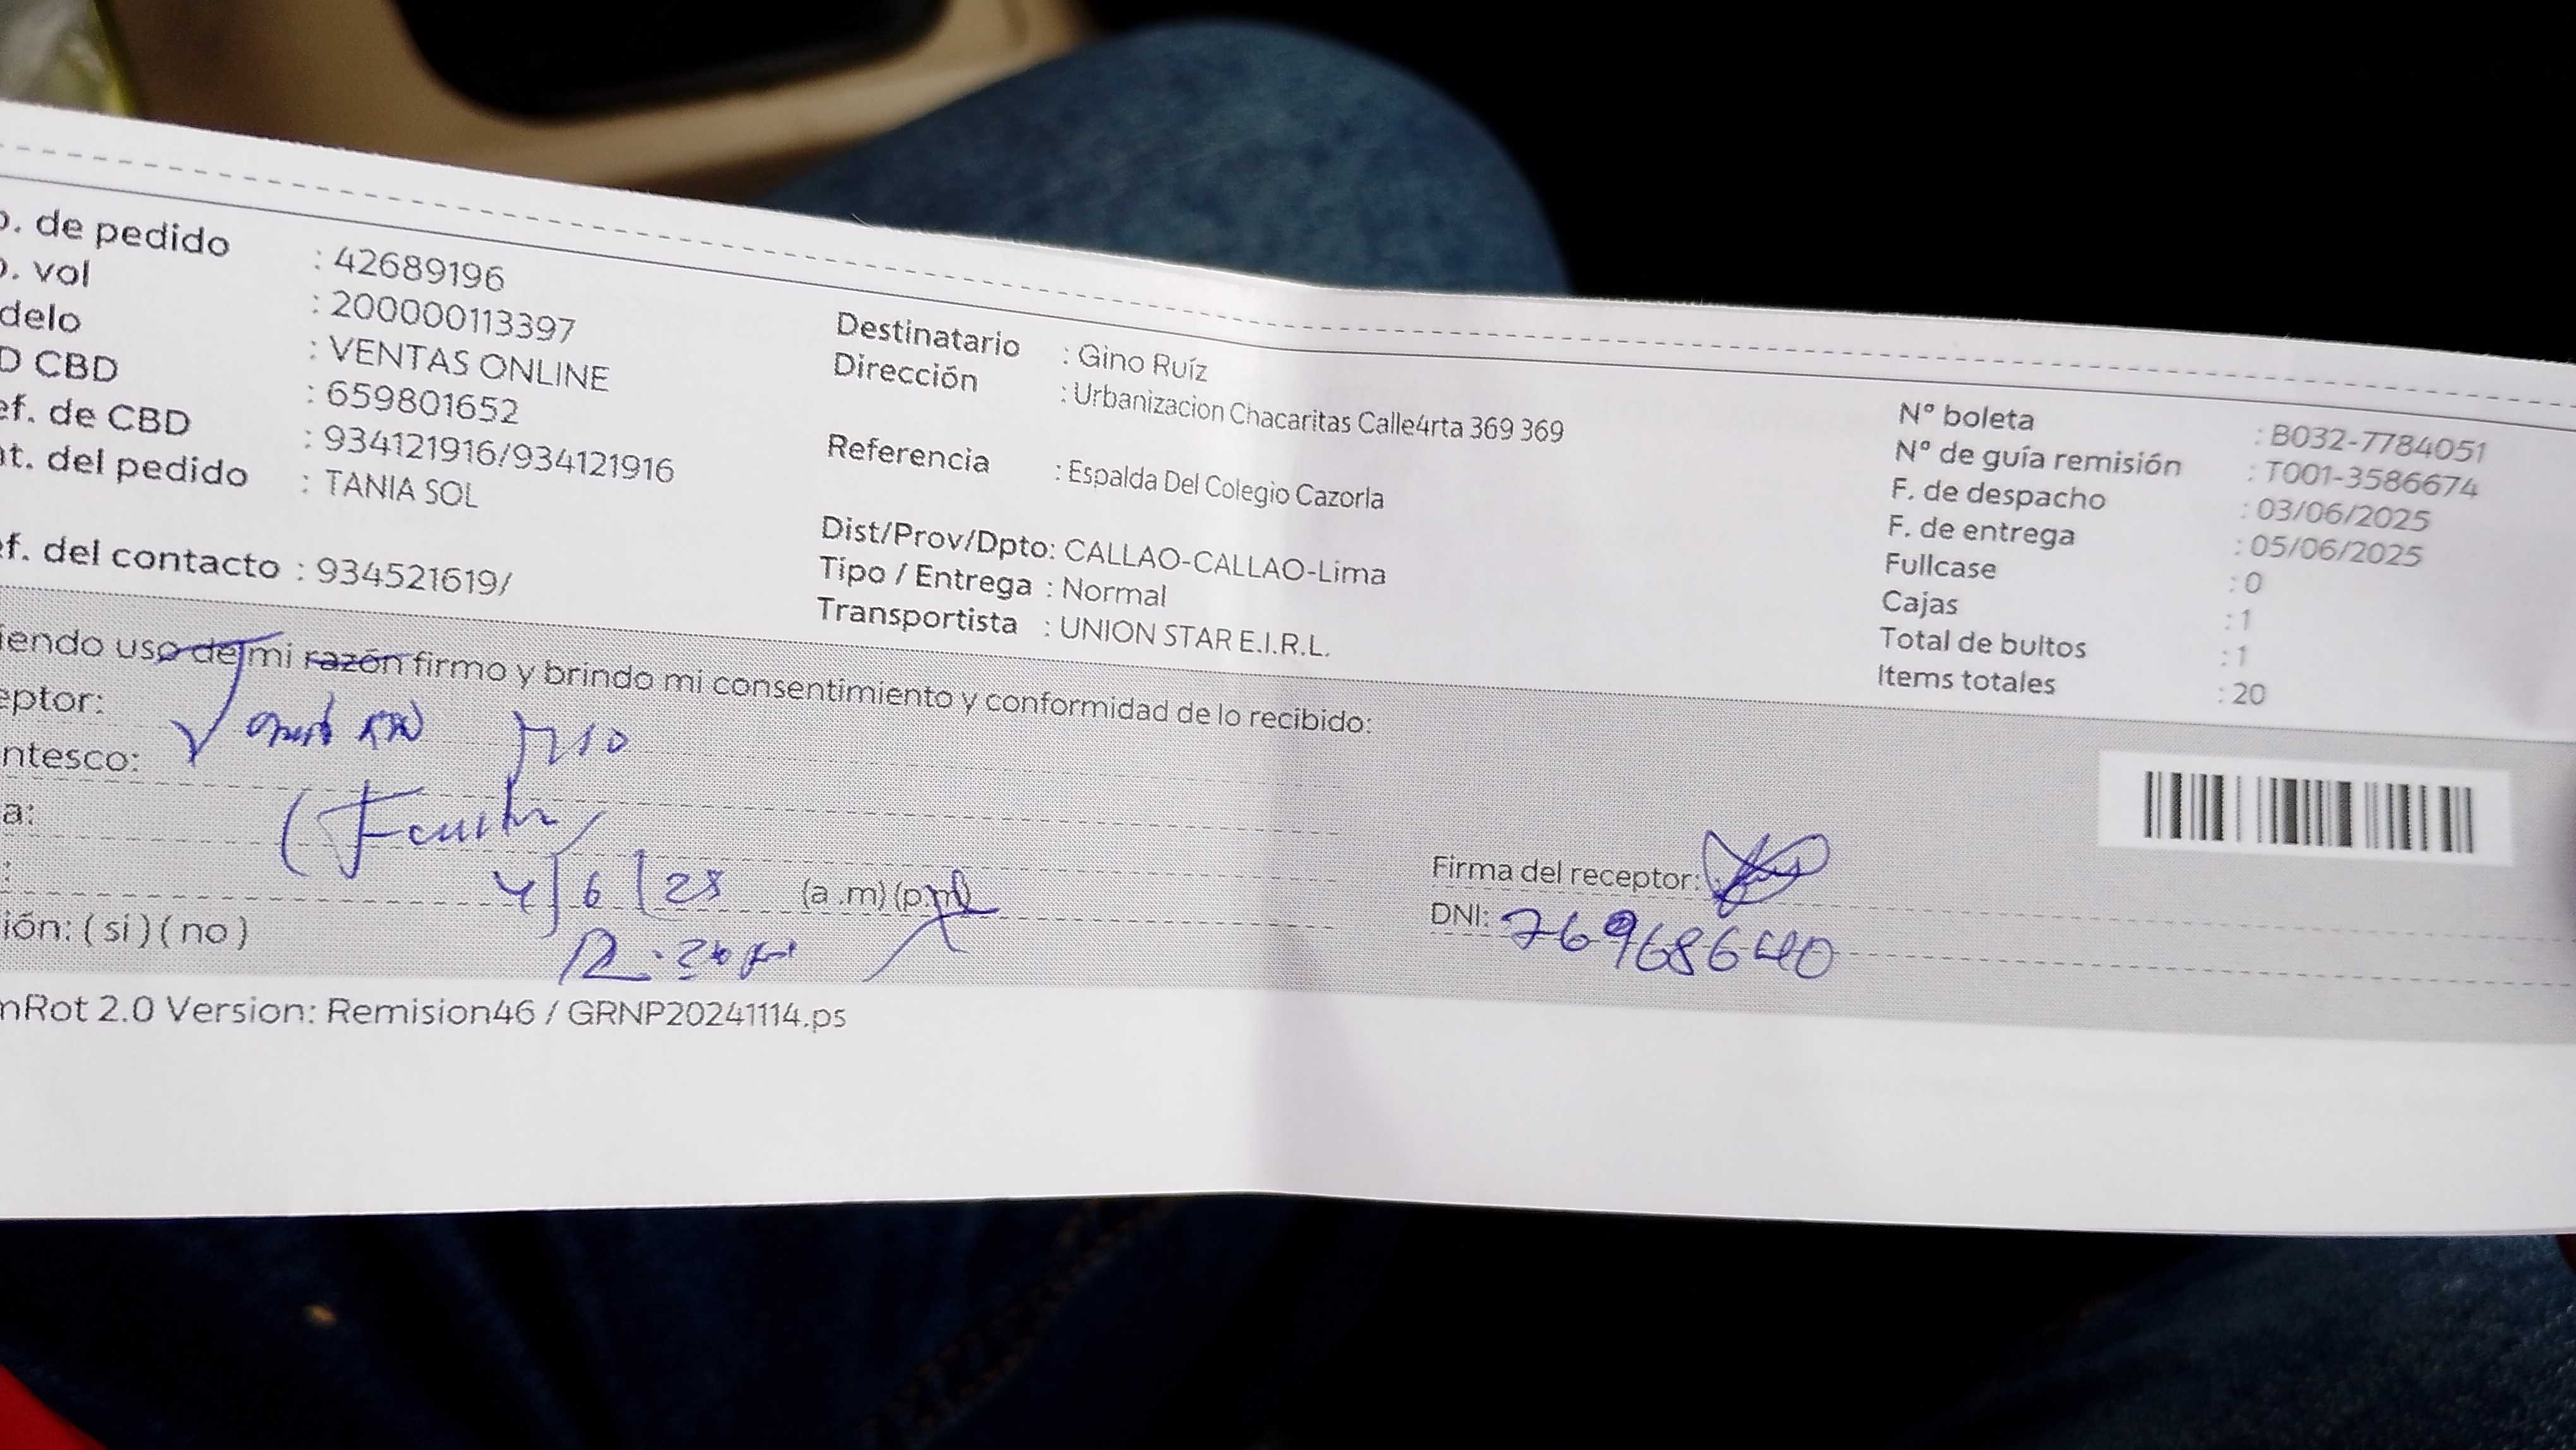 o. de pedido : 42689196
o. vol : 200000113397
delo : VENTAS ONLINE
D CBD : 659801652
ef. de CBD : 934121916/934121916
at. del pedido : TANIA SOL
ef. del contacto : 934521619/
Destinatario : Gino Ruíz
Dirección : Urbanizacion Chacaritas Calle4rta 369 369
Referencia : Espalda Del Colegio Cazorla
Dist/Prov/Dpto: CALLAO-CALLAO-Lima
Tipo / Entrega : Normal
Transportista : UNION STAR E.I.R.L.
N° boleta : B032-7784051
N° de guía remisión : T001-3586674
F. de despacho : 03/06/2025
F. de entrega : 05/06/2025
Fullcase : 0
Cajas : 1
Total de bultos : 1
Items totales : 20
iendo uso de mi razón firmo y brindo mi consentimiento y conformidad de lo recibido:
eptor:
ntesco:
a:
: 4/6/25 (a.m) (p.m)
ión: ( si ) ( no )
Firma del receptor:
DNI: 76968640
mRot 2.0 Version: Remision46 / GRNP20241114.ps